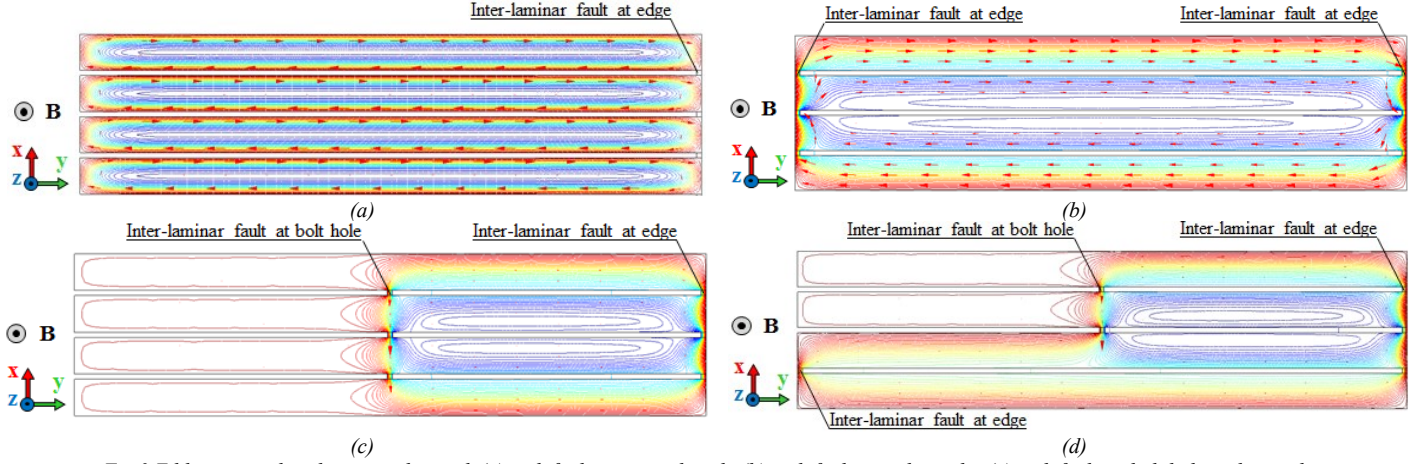 Inter-laminar fault at edge
B
x
y
z
(a)
Inter-laminar fault at edge
Inter-laminar fault at edge
B
x
y
z
(b)
Inter-laminar fault at bolt hole
Inter-laminar fault at edge
B
x
y
z
(c)
Inter-laminar fault at bolt hole
Inter-laminar fault at edge
B
x
y
z
Inter-laminar fault at edge
(d)